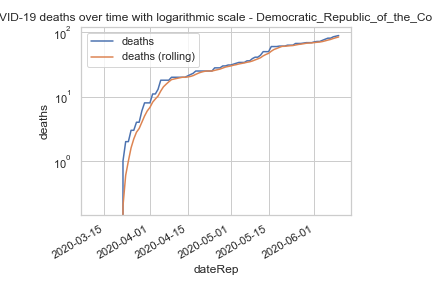 VID-19 deaths over time with logarithmic scale - Democratic_Republic_of_the_Co
deaths
deaths (rolling)
10²
10¹
10⁰
deaths
2020-03-15
2020-04-01
2020-04-15
2020-05-01
2020-05-15
2020-06-01
dateRep